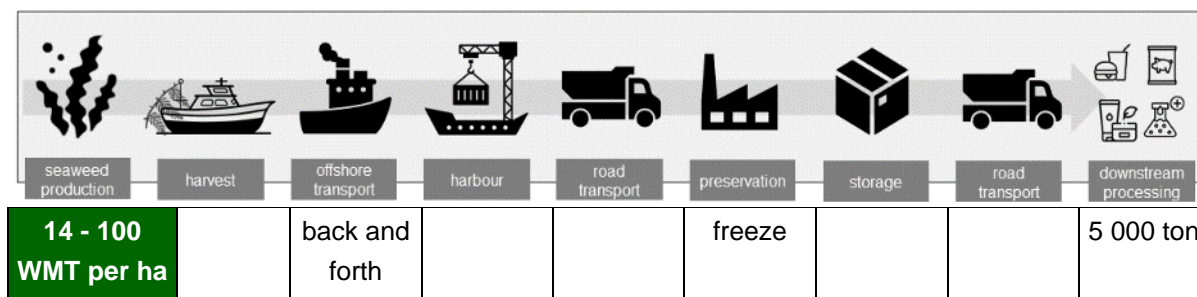 seaweed
production
harvest
offshore
transport
harbour
road
transport
preservation
storage
road
transport
downstream
processing
14 - 100
WMT per ha
back and
forth
freeze
5 000 ton